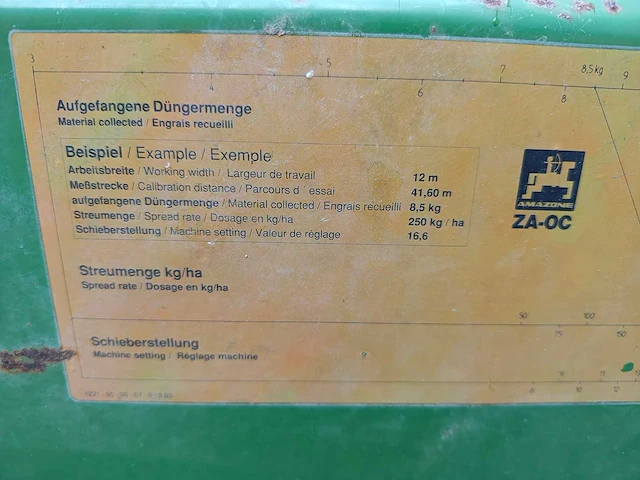 3 4 5 6 7 8 8,5 kg 9
Aufgefangene Düngermenge
Material collected / Engrais recueilli
Beispiel / Example / Exemple
Arbeitsbreite / Working width / Largeur de travail 12 m
Meßstrecke / Calibration distance / Parcours d´essai 41,60 m
aufgefangene Düngermenge / Material collected / Engrais recueilli 8,5 kg
Streumenge / Spread rate / Dosage en kg/ha 250 kg / ha
Schieberstellung / Machine setting / Valeur de réglage 16,6
AMAZONE
ZA-OC
Streumenge kg/ha
Spread rate / Dosage en kg/ha
50 100
75
Schieberstellung
Machine setting / Réglage machine
10 12